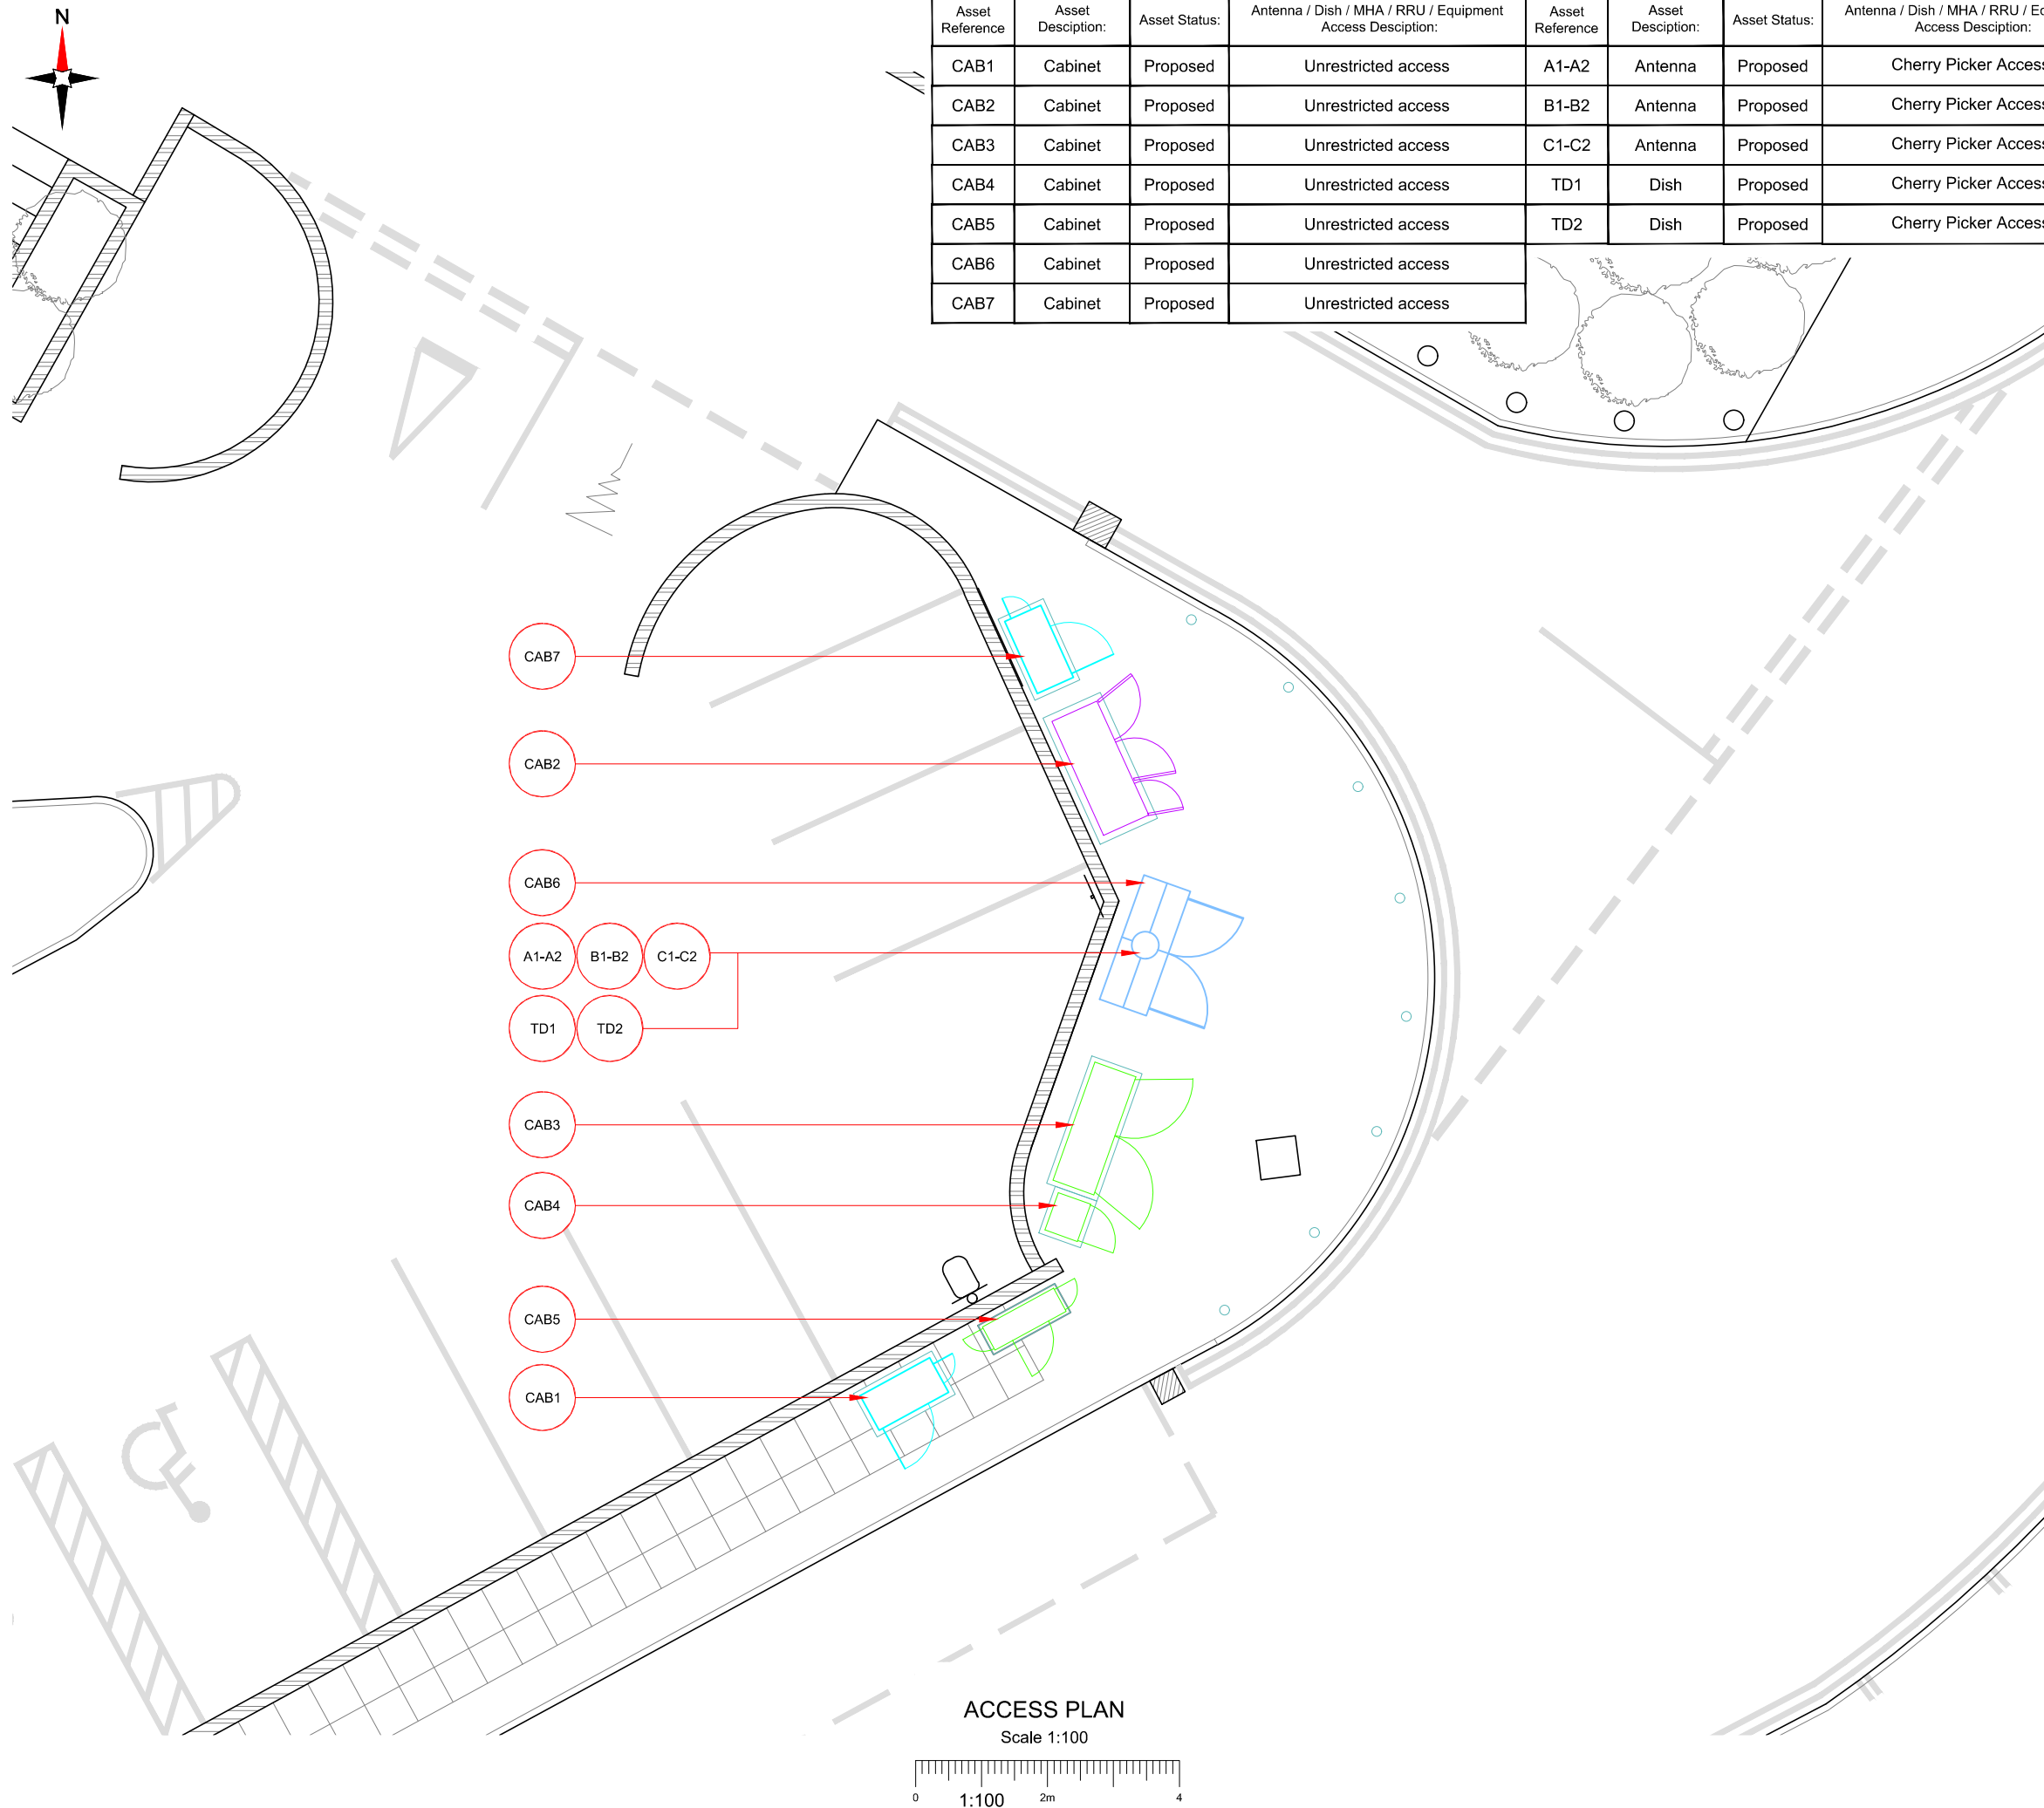 N
Asset Reference
Asset Desciption:
Asset Status:
Antenna / Dish / MHA / RRU / Equipment Access Desciption:
Asset Reference
Asset Desciption:
Asset Status:
Antenna / Dish / MHA / RRU / Access Desciption:
CAB1 Cabinet Proposed Unrestricted access A1-A2 Antenna Proposed Cherry Picker Access
CAB2 Cabinet Proposed Unrestricted access B1-B2 Antenna Proposed Cherry Picker Access
CAB3 Cabinet Proposed Unrestricted access C1-C2 Antenna Proposed Cherry Picker Access
CAB4 Cabinet Proposed Unrestricted access TD1 Dish Proposed Cherry Picker Access
CAB5 Cabinet Proposed Unrestricted access TD2 Dish Proposed Cherry Picker Access
CAB6 Cabinet Proposed Unrestricted access
CAB7 Cabinet Proposed Unrestricted access
CAB7
CAB2
CAB6
A1-A2 B1-B2 C1-C2
TD1 TD2
CAB3
CAB4
CAB5
CAB1
ACCESS PLAN
Scale 1:100
0 1:100 2m 4